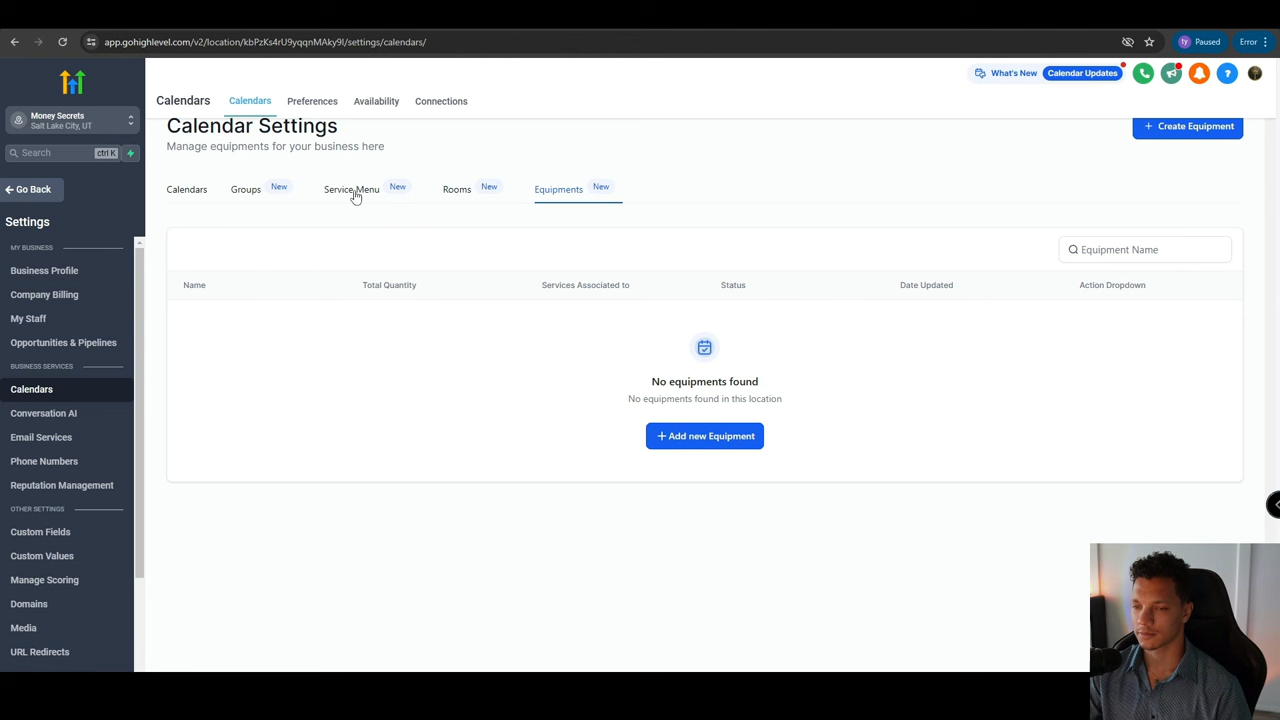 app.gohighlevel.com/v2/location/kbPzKs4rU9yqqnMAky9I/settings/calendars/
Paused
Error
What's New
Calendar Updates
Money Secrets
Salt Lake City, UT
Search
ctrl K
Go Back
Settings
MY BUSINESS
Business Profile
Company Billing
My Staff
Opportunities & Pipelines
BUSINESS SERVICES
Calendars
Conversation AI
Email Services
Phone Numbers
Reputation Management
OTHER SETTINGS
Custom Fields
Custom Values
Manage Scoring
Domains
Media
URL Redirects
Calendars
Calendars Preferences Availability Connections
Calendar Settings
Manage equipments for your business here
+ Create Equipment
Calendars Groups New Service Menu New Rooms New Equipments New
Equipment Name
Name Total Quantity Services Associated to Status Date Updated Action Dropdown
No equipments found
No equipments found in this location
+ Add new Equipment